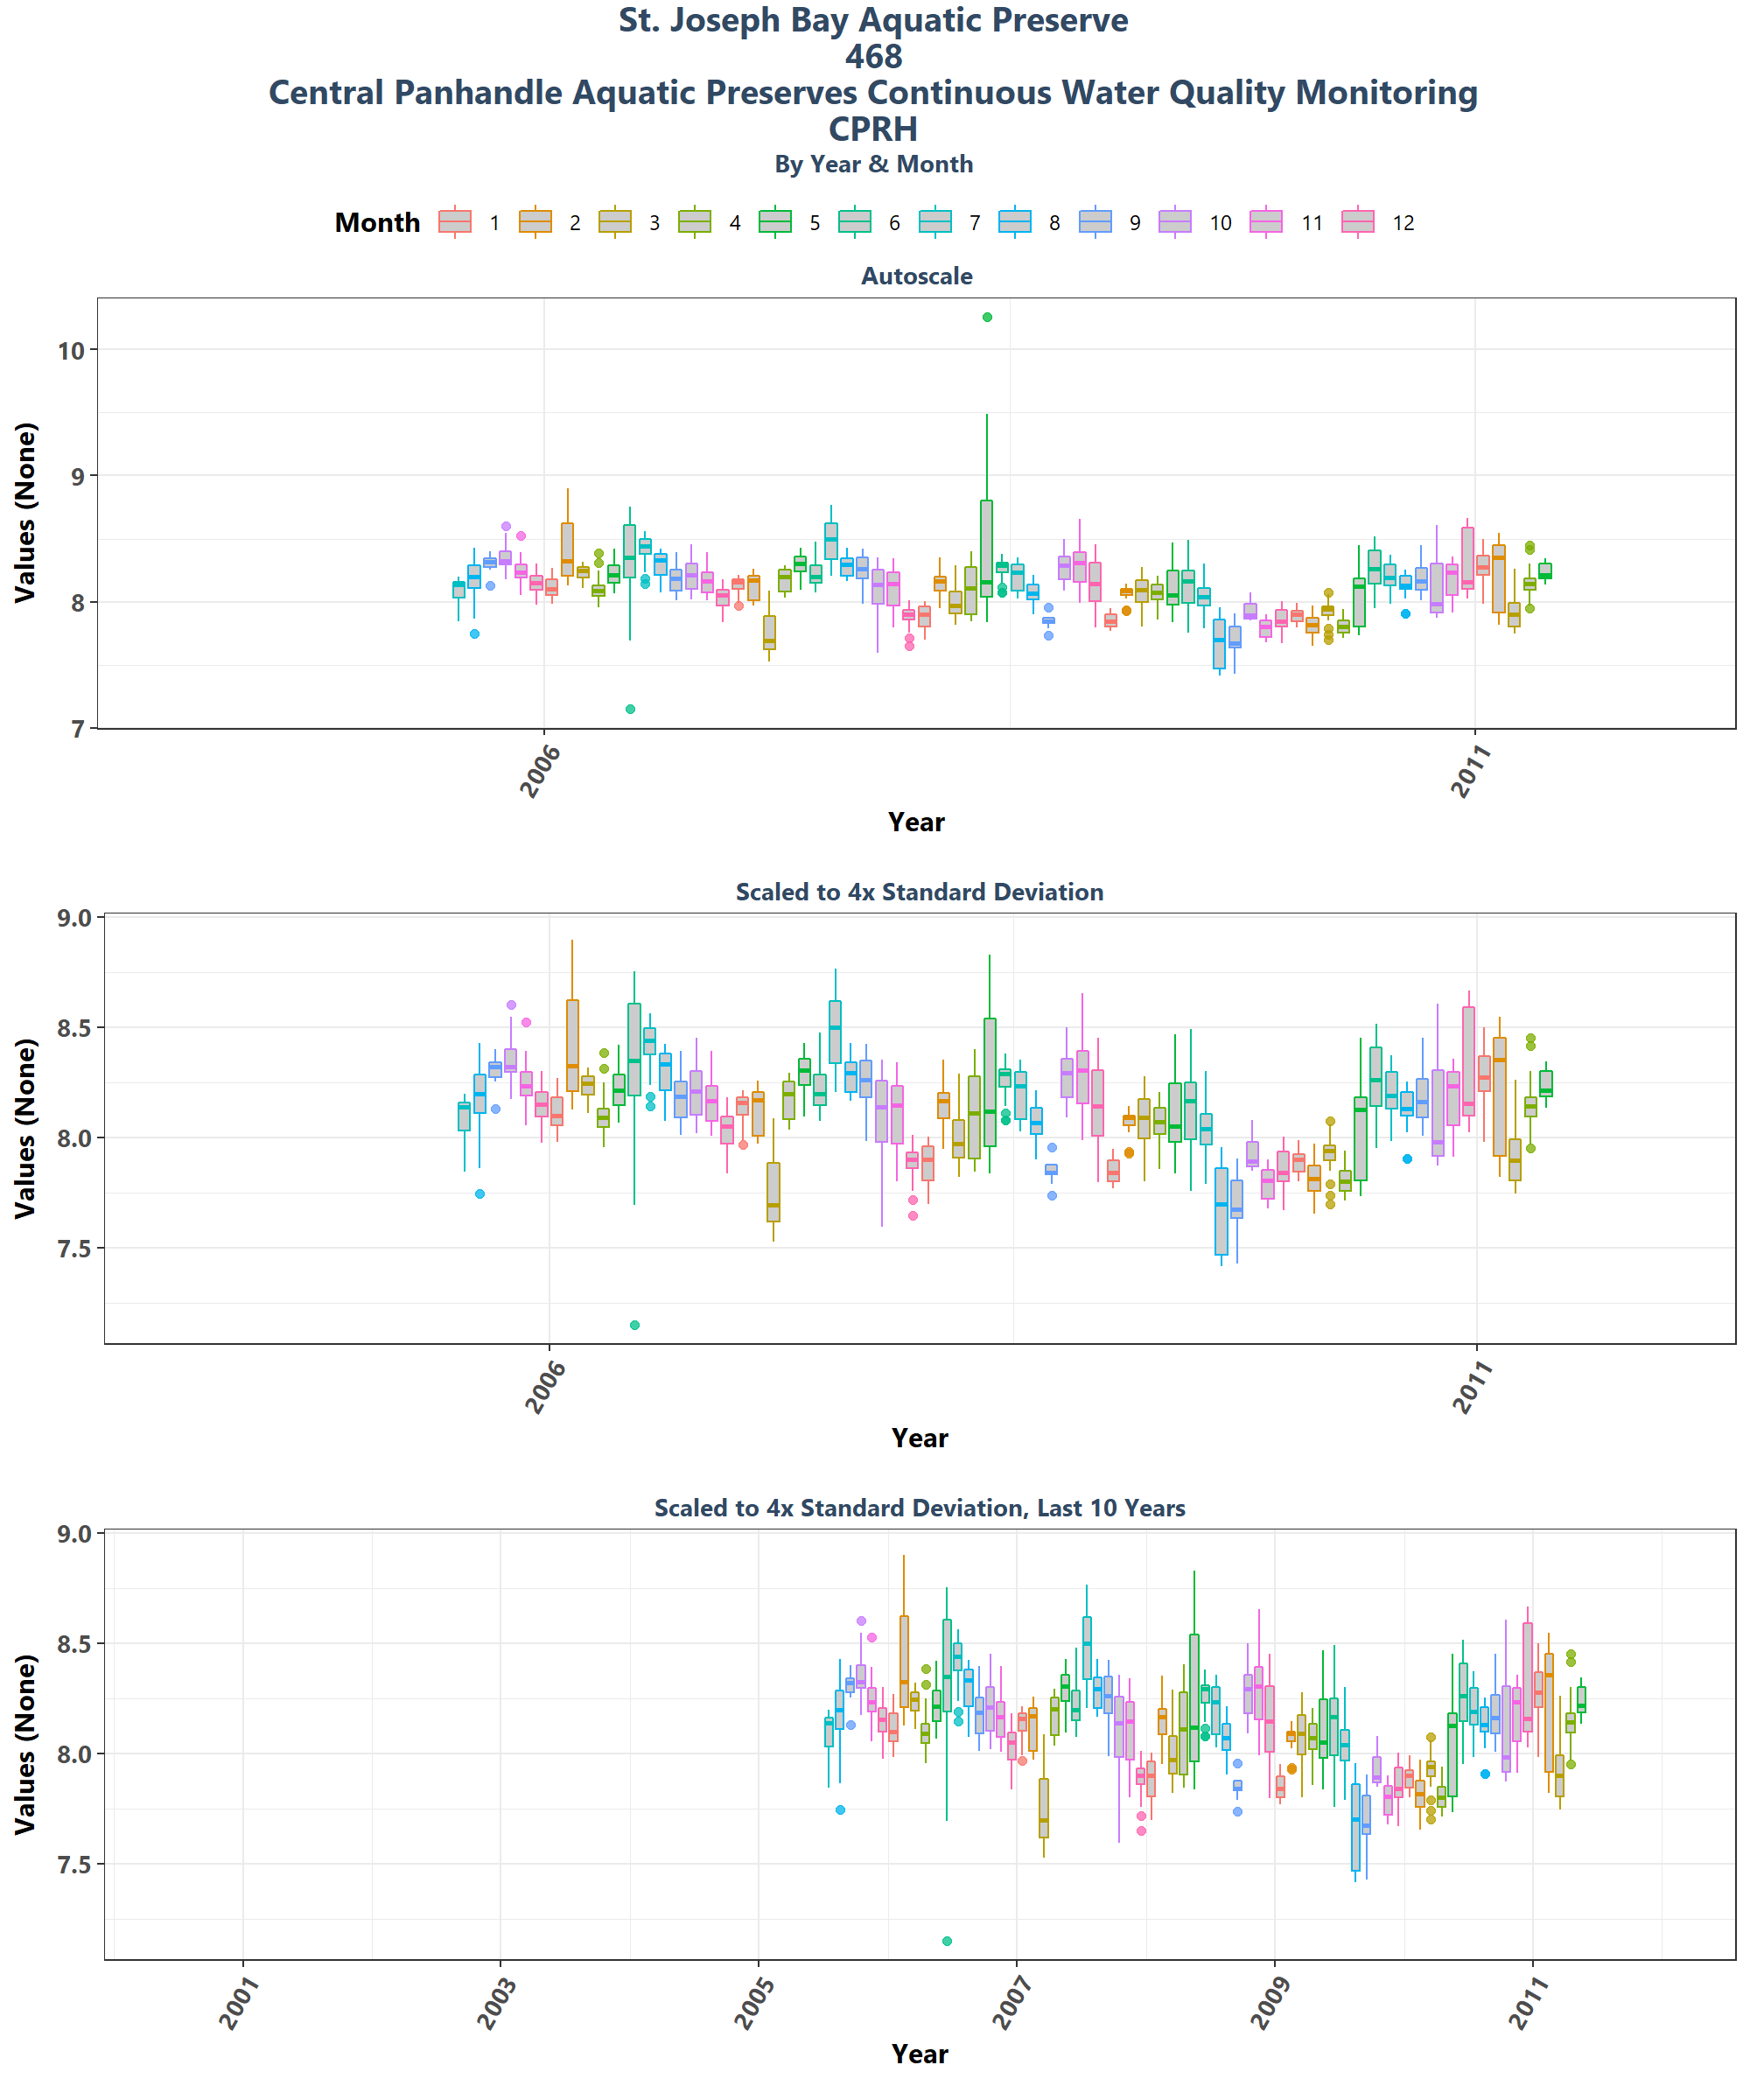 St. Joseph Bay Aquatic Preserve
468
Central Panhandle Aquatic Preserves Continuous Water Quality Monitoring
CPRH
By Year & Month
Month 1 2 3 4 5 6 7 8 9 10 11 12
Autoscale
Values (None)
10
9
8
7
2006 2011
Year
Scaled to 4x Standard Deviation
Values (None)
9.0
8.5
8.0
7.5
2006 2011
Year
Scaled to 4x Standard Deviation, Last 10 Years
Values (None)
9.0
8.5
8.0
7.5
2001 2003 2005 2007 2009 2011
Year